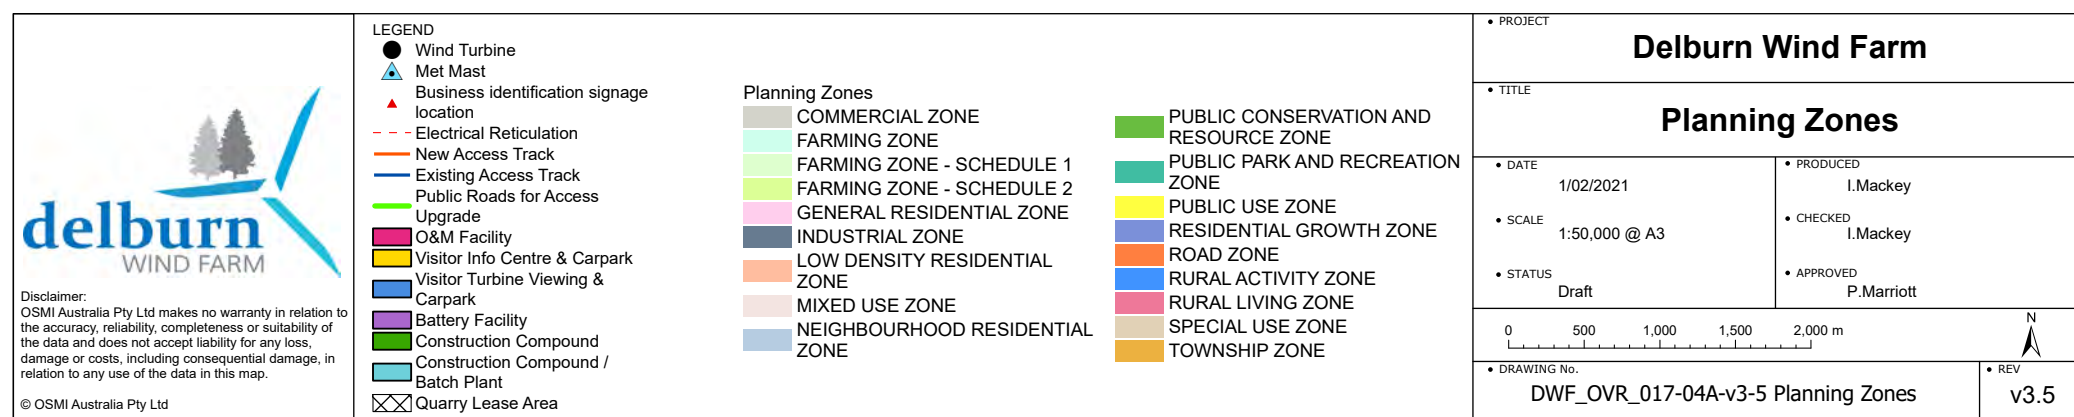 delburn
WIND FARM
Disclaimer:
OSMI Australia Pty Ltd makes no warranty in relation to
the accuracy, reliability, completeness or suitability of
the data and does not accept liability for any loss,
damage or costs, including consequential damage, in
relation to any use of the data in this map.
© OSMI Australia Pty Ltd
LEGEND
Wind Turbine
Met Mast
Business identification signage
location
Electrical Reticulation
New Access Track
Existing Access Track
Public Roads for Access
Upgrade
O&M Facility
Visitor Info Centre & Carpark
Visitor Turbine Viewing &
Carpark
Battery Facility
Construction Compound
Construction Compound /
Batch Plant
Quarry Lease Area
Planning Zones
COMMERCIAL ZONE
FARMING ZONE
FARMING ZONE - SCHEDULE 1
FARMING ZONE - SCHEDULE 2
GENERAL RESIDENTIAL ZONE
INDUSTRIAL ZONE
LOW DENSITY RESIDENTIAL
ZONE
MIXED USE ZONE
NEIGHBOURHOOD RESIDENTIAL
ZONE
PUBLIC CONSERVATION AND
RESOURCE ZONE
PUBLIC PARK AND RECREATION
ZONE
PUBLIC USE ZONE
RESIDENTIAL GROWTH ZONE
ROAD ZONE
RURAL ACTIVITY ZONE
RURAL LIVING ZONE
SPECIAL USE ZONE
TOWNSHIP ZONE
• PROJECT
Delburn Wind Farm
• TITLE
Planning Zones
• DATE
1/02/2021
• PRODUCED
I.Mackey
• SCALE
1:50,000 @ A3
• CHECKED
I.Mackey
• STATUS
Draft
• APPROVED
P.Marriott
0 500 1,000 1,500 2,000 m
N
• DRAWING No.
DWF_OVR_017-04A-v3-5 Planning Zones
• REV
v3.5